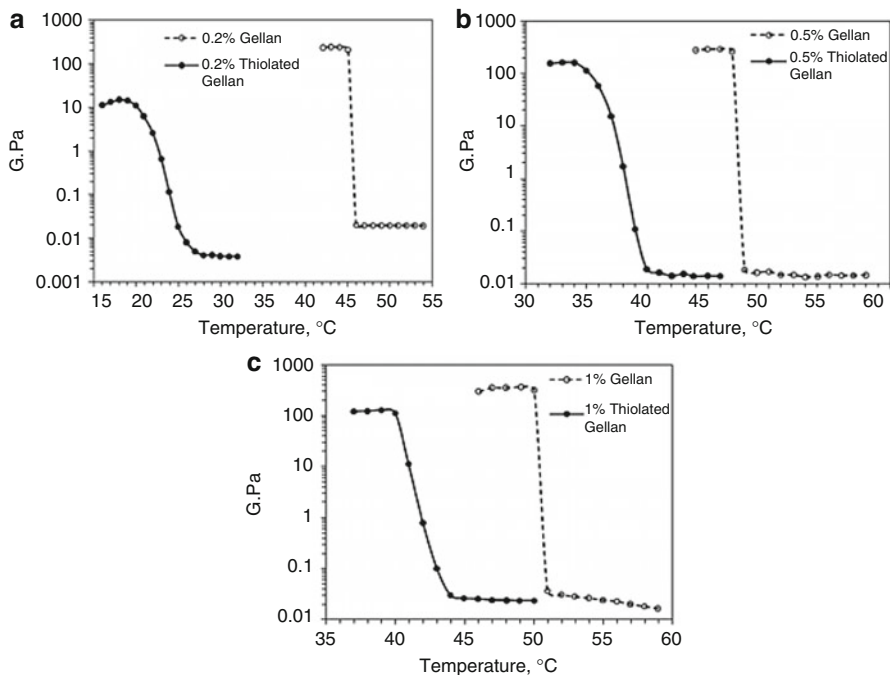 a
1000
100
10
1
0.1
0.01
0.001
G.Pa
0.2% Gellan
0.2% Thiolated
Gellan
15 20 25 30 35 40 45 50 55
Temperature, °C
b
1000
100
10
1
0.1
0.01
G.Pa
0.5% Gellan
0.5% Thiolated
Gellan
30 35 40 45 50 55 60
Temperature, °C
c
1000
100
10
1
0.1
0.01
G.Pa
1% Gellan
1% Thiolated
Gellan
35 40 45 50 55 60
Temperature, °C